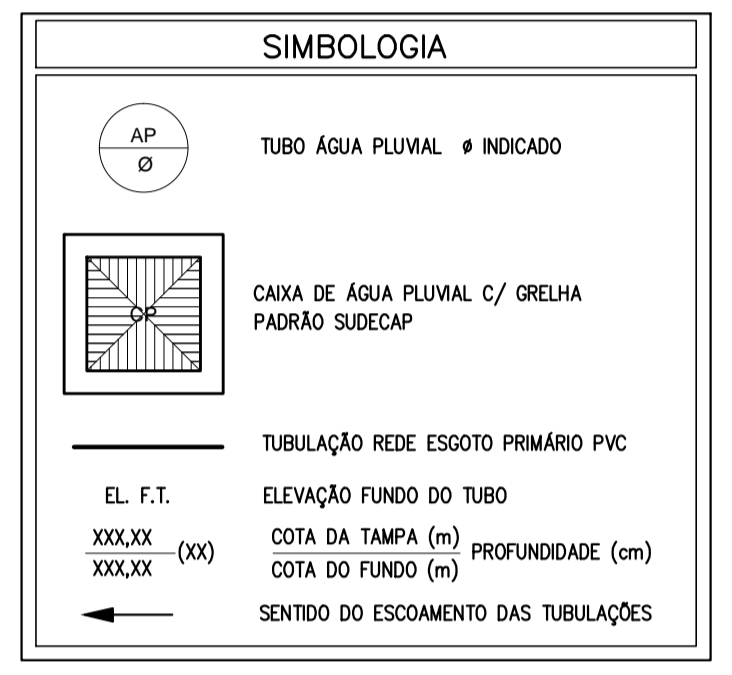 SIMBOLOGIA
AP
Ø
TUBO ÁGUA PLUVIAL Ø INDICADO
CP
CAIXA DE ÁGUA PLUVIAL C/ GRELHA
PADRÃO SUDECAP
TUBULAÇÃO REDE ESGOTO PRIMÁRIO PVC
EL. F.T.
ELEVAÇÃO FUNDO DO TUBO
XXX,XX
XXX,XX
(XX)
COTA DA TAMPA (m)
COTA DO FUNDO (m)
PROFUNDIDADE (cm)
SENTIDO DO ESCOAMENTO DAS TUBULAÇÕES